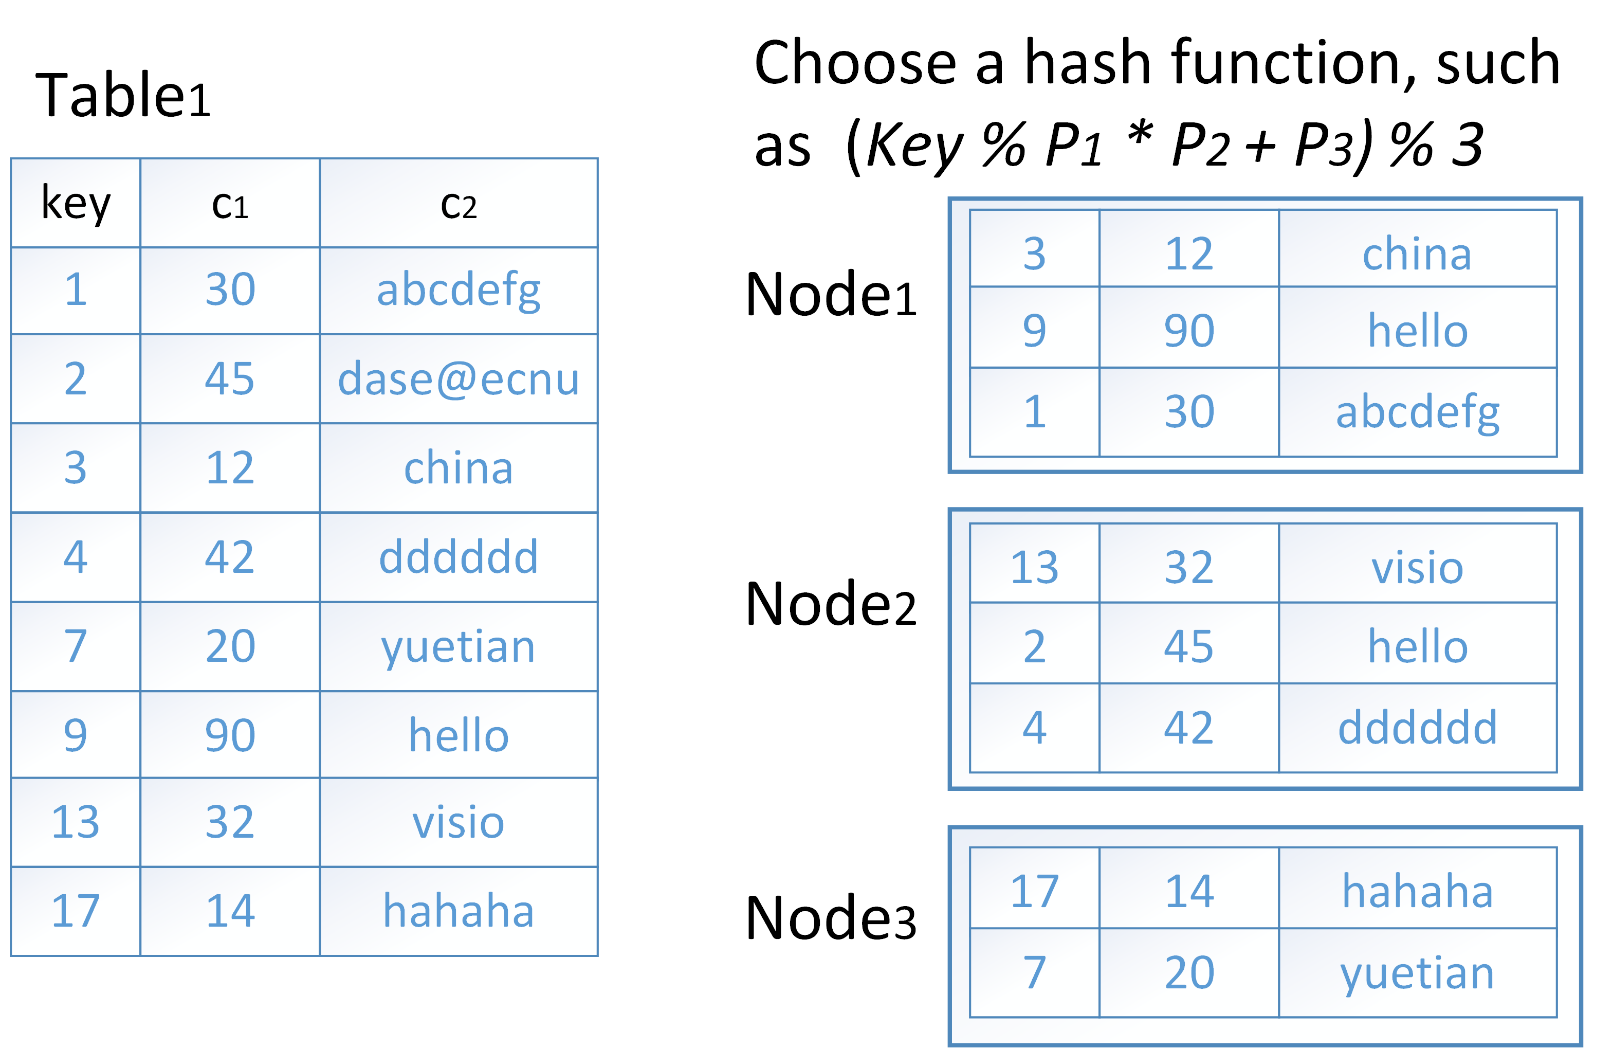 Table1
key c1 c2
1 30 abcdefg
2 45 dase@ecnu
3 12 china
4 42 dddddd
7 20 yuetian
9 90 hello
13 32 visio
17 14 hahaha
Choose a hash function, such
as (Key % P1 * P2 + P3) % 3
Node1
3 12 china
9 90 hello
1 30 abcdefg
Node2
13 32 visio
2 45 hello
4 42 dddddd
Node3
17 14 hahaha
7 20 yuetian